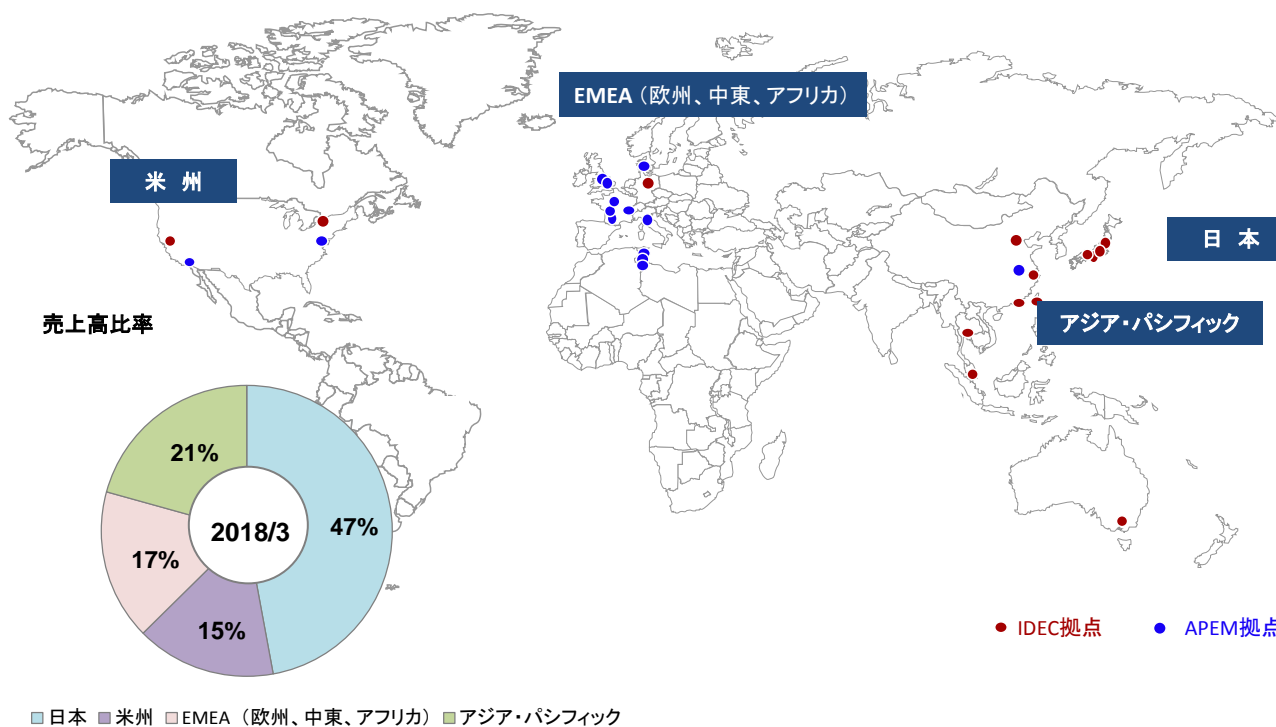 EMEA（欧州、中東、アフリカ）
米 州
日 本
アジア・パシフィック
売上高比率
21%
47%
2018/3
17%
15%
IDEC拠点
APEM拠点
日本 米州 EMEA （欧州、中東、アフリカ） アジア・パシフィック